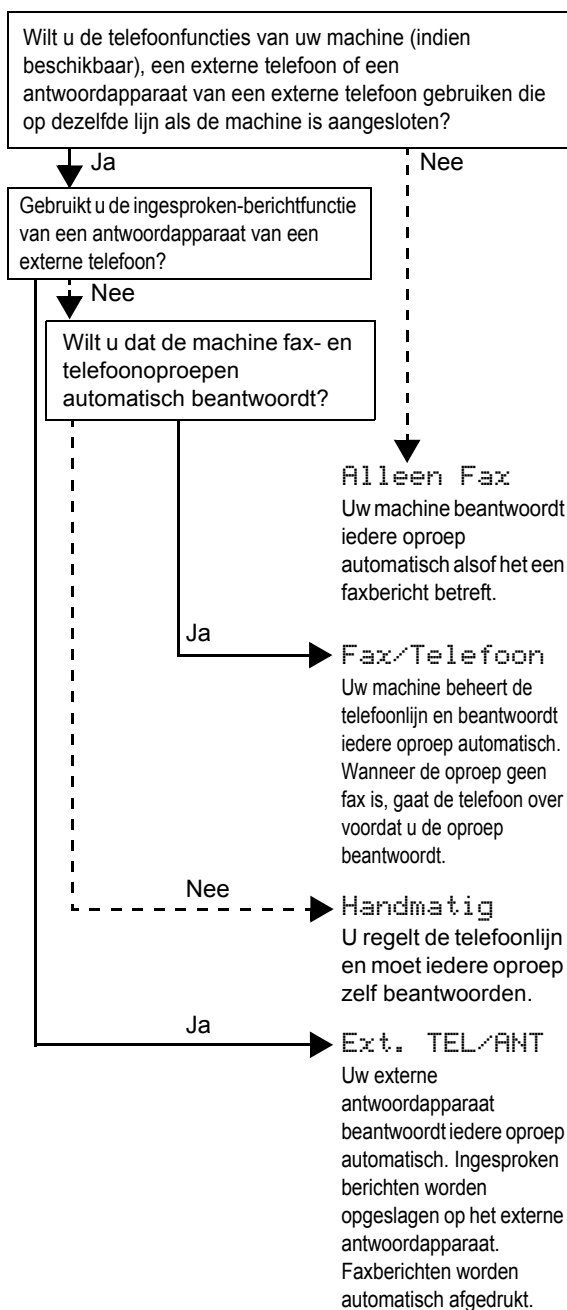 Wilt u de telefoonfuncties van uw machine (indien
beschikbaar), een externe telefoon of een
antwoordapparaat van een externe telefoon gebruiken die
op dezelfde lijn als de machine is aangesloten?
Ja
Nee
Gebruikt u de ingesproken-berichtfunctie
van een antwoordapparaat van een
externe telefoon?
Nee
Wilt u dat de machine fax- en
telefoonoproepen
automatisch beantwoordt?
Alleen Fax
Uw machine beantwoordt
iedere oproep
automatisch alsof het een
faxbericht betreft.
Ja
Fax/Telefoon
Uw machine beheert de
telefoonlijn en beantwoordt
iedere oproep automatisch.
Wanneer de oproep geen
fax is, gaat de telefoon over
voordat u de oproep
beantwoordt.
Nee
Handmatig
U regelt de telefoonlijn
en moet iedere oproep
zelf beantwoorden.
Ja
Ext. TEL/ANT
Uw externe
antwoordapparaat
beantwoordt iedere oproep
automatisch. Ingesproken
berichten worden
opgeslagen op het externe
antwoordapparaat.
Faxberichten worden
automatisch afgedrukt.